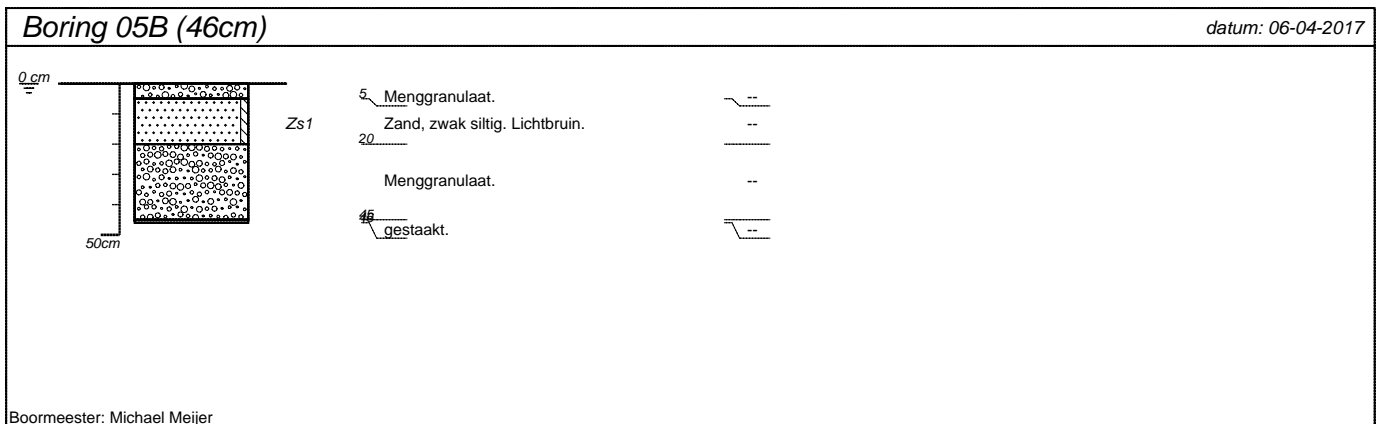 Boring 05B (46cm)
datum: 06-04-2017
0 cm
5 Menggranulaat. --
Zs1 Zand, zwak siltig. Lichtbruin. --
20
Menggranulaat. --
45
gestaakt. --
50cm
Boormeester: Michael Meijer